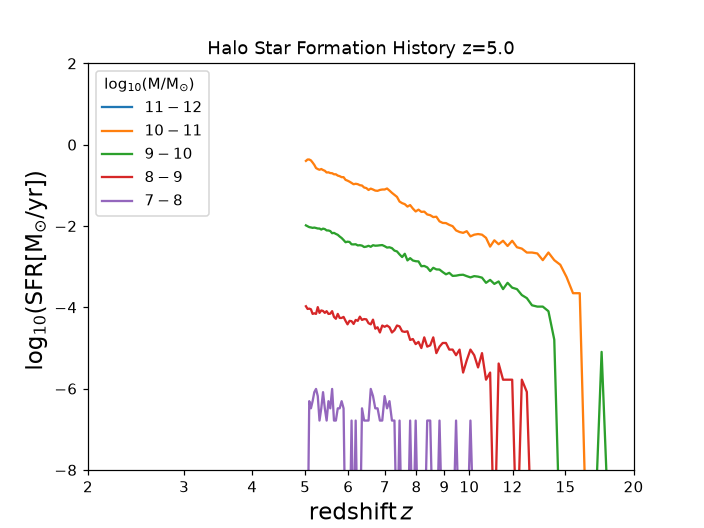 Halo Star Formation History z=5.0
log₁₀(M/M⊙)
11 − 12
10 − 11
9 − 10
8 − 9
7 − 8
log₁₀(SFR[M⊙/yr])
2
0
−2
−4
−6
−8
2 3 4 5 6 7 8 9 10 12 15 20
redshift z